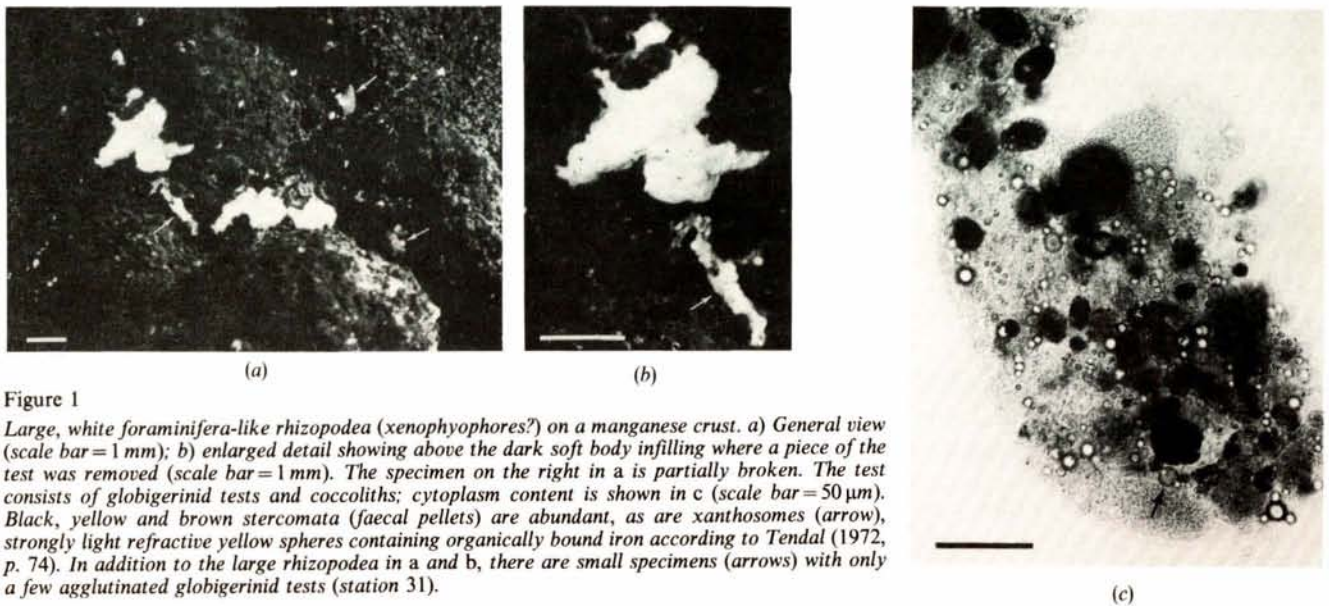 (a)
(b)
Figure 1
Large, white foraminifera-like rhizopodea (xenophyophores?) on a manganese crust. a) General view
(scale bar = 1 mm); b) enlarged detail showing above the dark soft body infilling where a piece of the
test was removed (scale bar = 1 mm). The specimen on the right in a is partially broken. The test
consists of globigerinid tests and coccoliths; cytoplasm content is shown in c (scale bar = 50 μm).
Black, yellow and brown stercomata (faecal pellets) are abundant, as are xanthosomes (arrow),
strongly light refractive yellow spheres containing organically bound iron according to Tendal (1972,
p. 74). In addition to the large rhizopodea in a and b, there are small specimens (arrows) with only
a few agglutinated globigerinid tests (station 31).
(c)